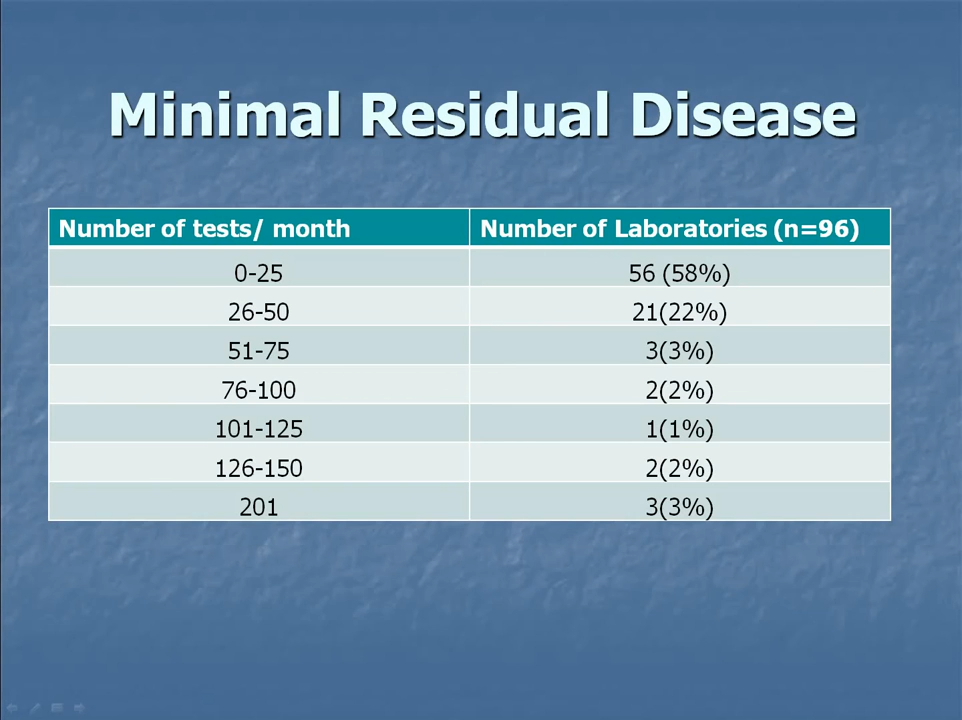 Minimal Residual Disease
Number of tests/ month Number of Laboratories (n=96)
0-25 56 (58%)
26-50 21(22%)
51-75 3(3%)
76-100 2(2%)
101-125 1(1%)
126-150 2(2%)
201 3(3%)